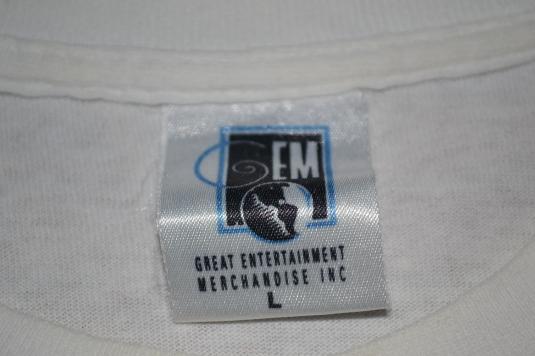 GEM
GREAT ENTERTAINMENT
MERCHANDISE INC
L